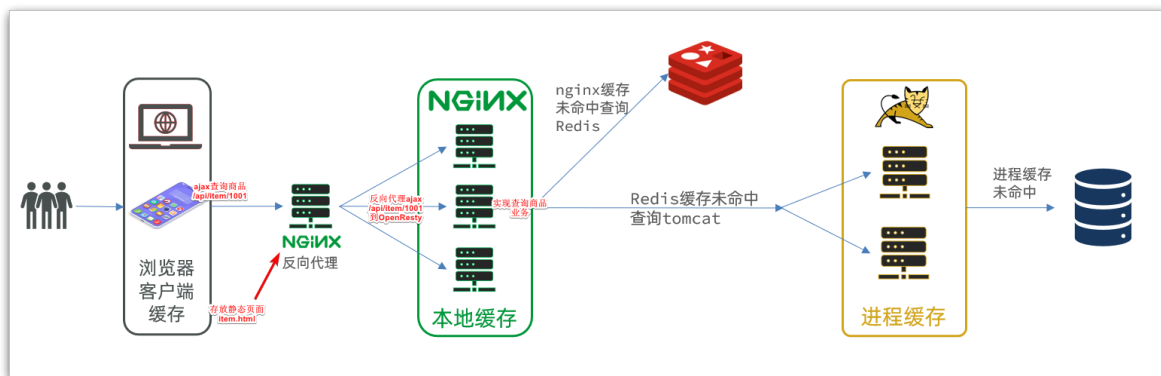 ajax查询商品
/api/item/1001
浏览器
客户端
缓存
存放静态页面
item.html
NGINX
反向代理
反向代理ajax
/api/item/1001
到OpenResty
NGINX
实现查询商品
业务
本地缓存
nginx缓存
未命中查询
Redis
Redis缓存未命中
查询tomcat
进程缓存
进程缓存
未命中